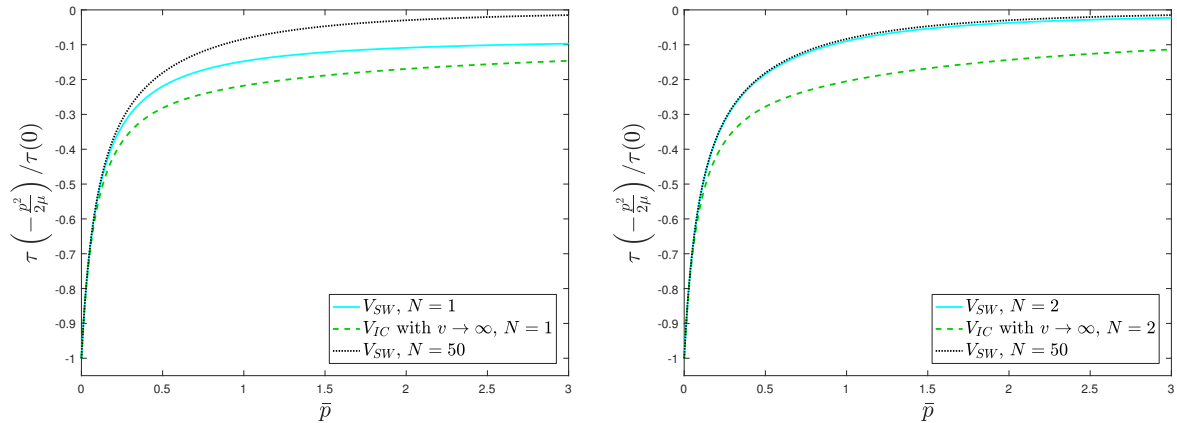 0
-0.1
-0.2
-0.3
-0.4
-0.5
-0.6
-0.7
-0.8
-0.9
-1
0 0.5 1 1.5 2 2.5 3
p̄
τ(−p²/2μ)/τ(0)
V_SW, N = 1
V_IC with v → ∞, N = 1
V_SW, N = 50
0
-0.1
-0.2
-0.3
-0.4
-0.5
-0.6
-0.7
-0.8
-0.9
-1
0 0.5 1 1.5 2 2.5 3
p̄
τ(−p²/2μ)/τ(0)
V_SW, N = 2
V_IC with v → ∞, N = 2
V_SW, N = 50